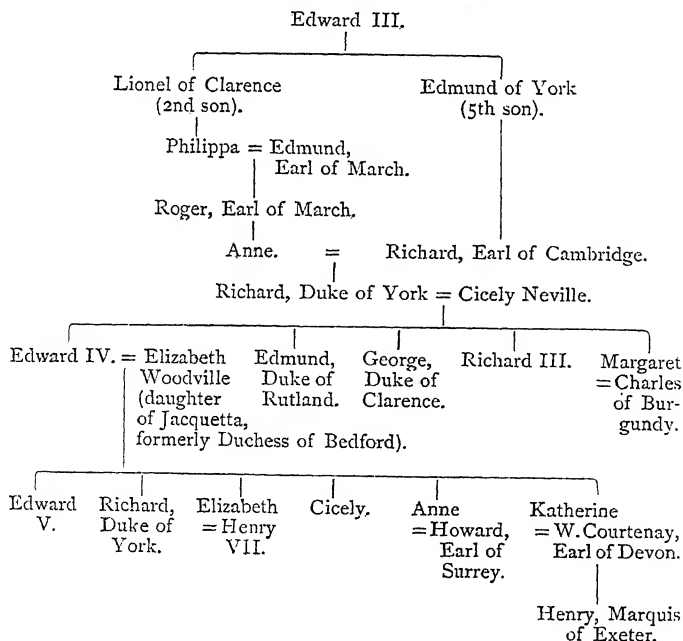 Edward III.
Lionel of Clarence
(2nd son).
Edmund of York
(5th son).
Philippa = Edmund,
Earl of March.
Roger, Earl of March.
Anne. = Richard, Earl of Cambridge.
Richard, Duke of York = Cicely Neville.
Edward IV. = Elizabeth
Woodville
(daughter
of Jacquetta,
formerly Duchess of Bedford).
Edmund,
Duke of
Rutland.
George,
Duke of
Clarence.
Richard III.
Margaret
=Charles
of Bur-
gundy.
Edward
V.
Richard,
Duke of
York.
Elizabeth
=Henry
VII.
Cicely.
Anne
=Howard,
Earl of
Surrey.
Katherine
=W. Courtenay,
Earl of Devon.
Henry, Marquis
of Exeter.